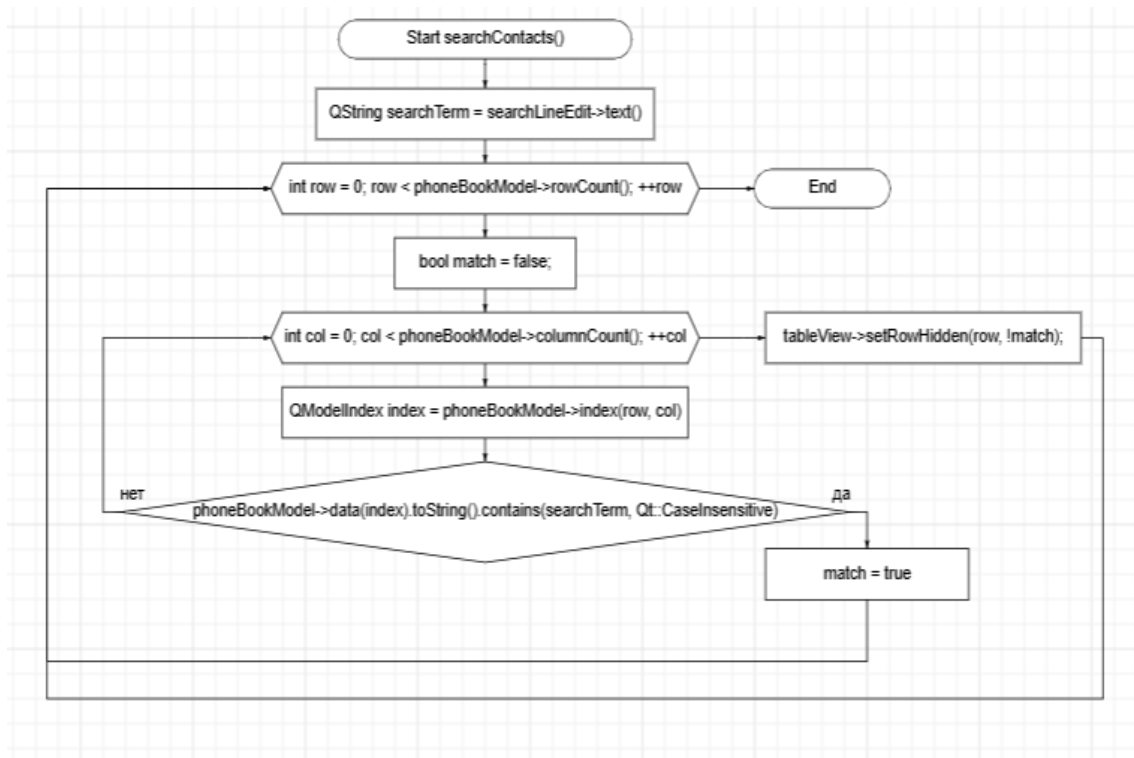 Start searchContacts()
QString searchTerm = searchLineEdit->text()
int row = 0; row < phoneBookModel->rowCount(); ++row
End
bool match = false;
int col = 0; col < phoneBookModel->columnCount(); ++col
tableView->setRowHidden(row, !match);
QModelIndex index = phoneBookModel->index(row, col)
нет
да
phoneBookModel->data(index).toString().contains(searchTerm, Qt::CaseInsensitive)
match = true